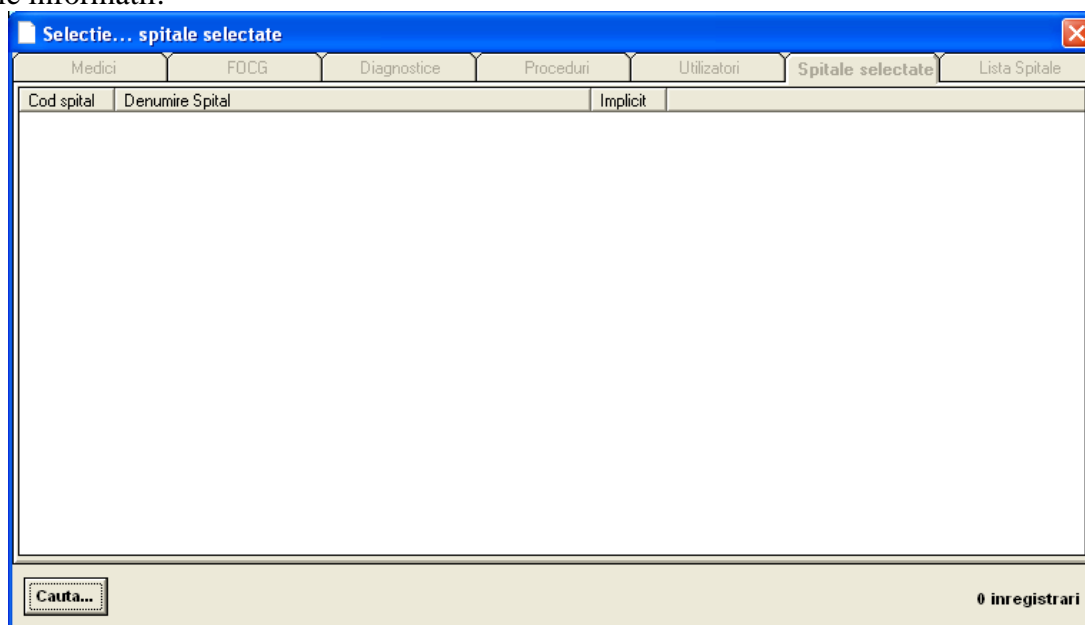 informatii:
Selectie... spitale selectate
Medici FOCG Diagnostice Proceduri Utilizatori Spitale selectate Lista Spitale
Cod spital Denumire Spital Implicit
Cauta... 0 inregistrari